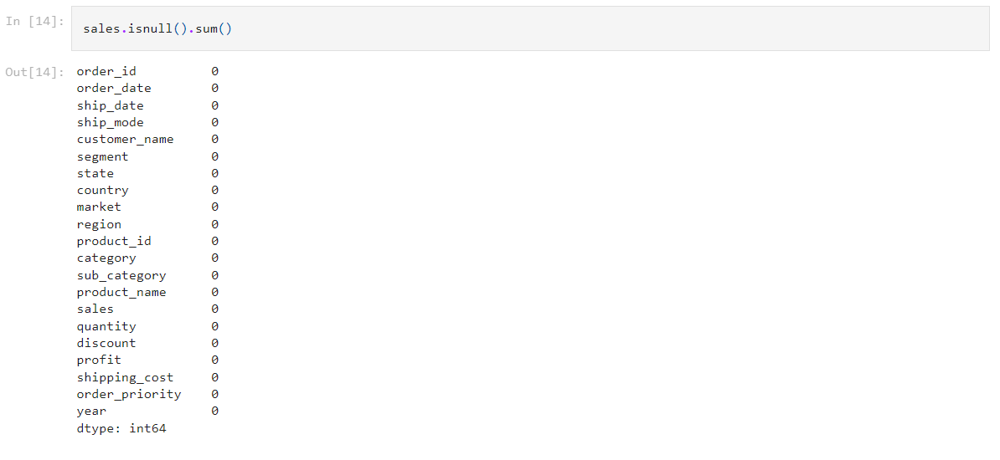 In [14]: sales.isnull().sum()
Out[14]: order_id 0
order_date 0
ship_date 0
ship_mode 0
customer_name 0
segment 0
state 0
country 0
market 0
region 0
product_id 0
category 0
sub_category 0
product_name 0
sales 0
quantity 0
discount 0
profit 0
shipping_cost 0
order_priority 0
year 0
dtype: int64